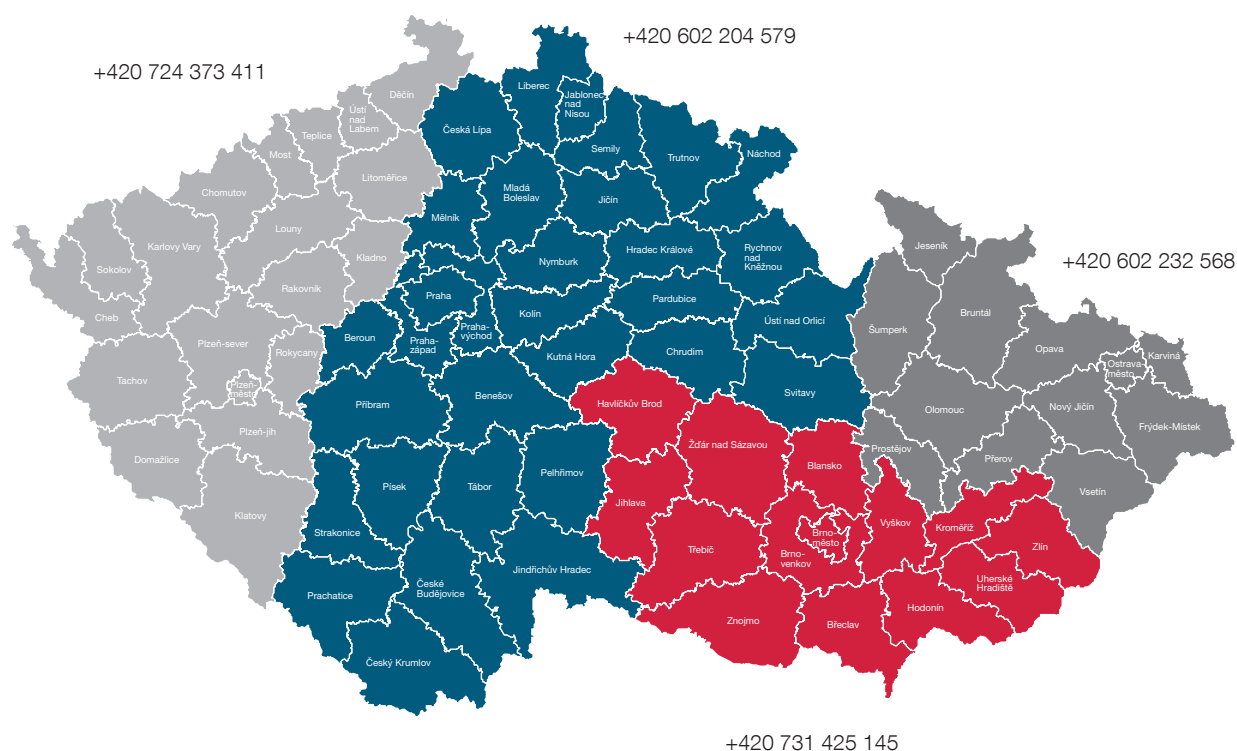 +420 602 204 579
+420 724 373 411
Děčín
Liberec
Jablonec
nad
Nisou
Ústí
nad
Labem
Česká Lípa
Teplice
Semily
Trutnov
Náchod
Most
Litoměřice
Chomutov
Mladá
Boleslav
Jičín
Mělník
Louny
Karlovy Vary
Hradec Králové
Rychnov
nad
Kněžnou
Jeseník
Kladno
Nymburk
+420 602 232 568
Sokolov
Rakovník
Praha
Pardubice
Kolín
Cheb
Bruntál
Ústí nad Orlicí
Šumperk
Praha-
východ
Beroun
Praha-
západ
Plzeň-sever
Rokycany
Kutná Hora
Chrudim
Opava
Karviná
Ostrava-
město
Tachov
Plzeň-
město
Benešov
Svitavy
Příbram
Havlíčkův Brod
Olomouc
Nový Jičín
Frýdek-Místek
Plzeň-jih
Žďár nad Sázavou
Prostějov
Domažlice
Přerov
Blansko
Písek
Tábor
Pelhřimov
Vsetín
Jihlava
Klatovy
Vyškov
Kroměříž
Strakonice
Brno-
město
Třebíč
Brno-
venkov
Zlín
Jindřichův Hradec
Uherské
Hradiště
České
Budějovice
Prachatice
Hodonín
Znojmo
Břeclav
Český Krumlov
+420 731 425 145